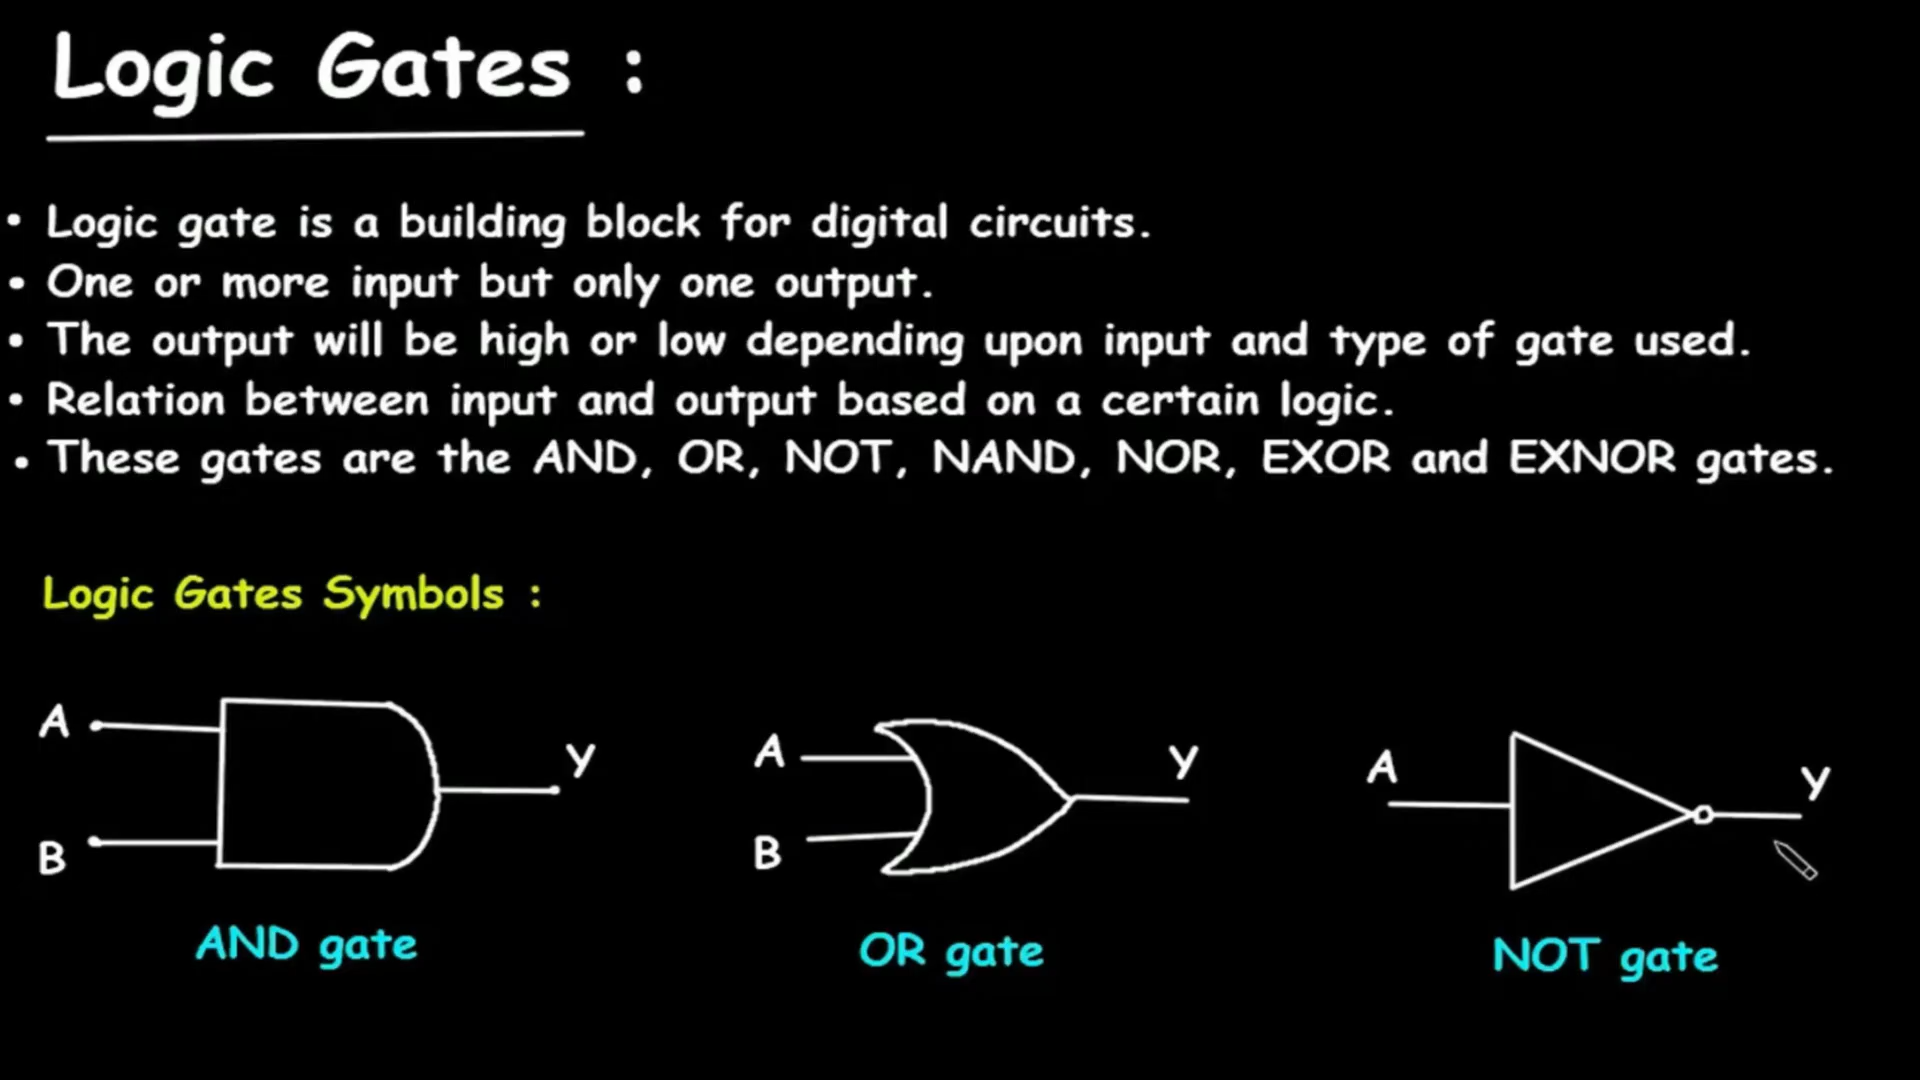 Logic Gates :
• Logic gate is a building block for digital circuits.
• One or more input but only one output.
• The output will be high or low depending upon input and type of gate used.
• Relation between input and output based on a certain logic.
• These gates are the AND, OR, NOT, NAND, NOR, EXOR and EXNOR gates.
Logic Gates Symbols :
A
B
Y
AND gate
A
B
Y
OR gate
A
Y
NOT gate